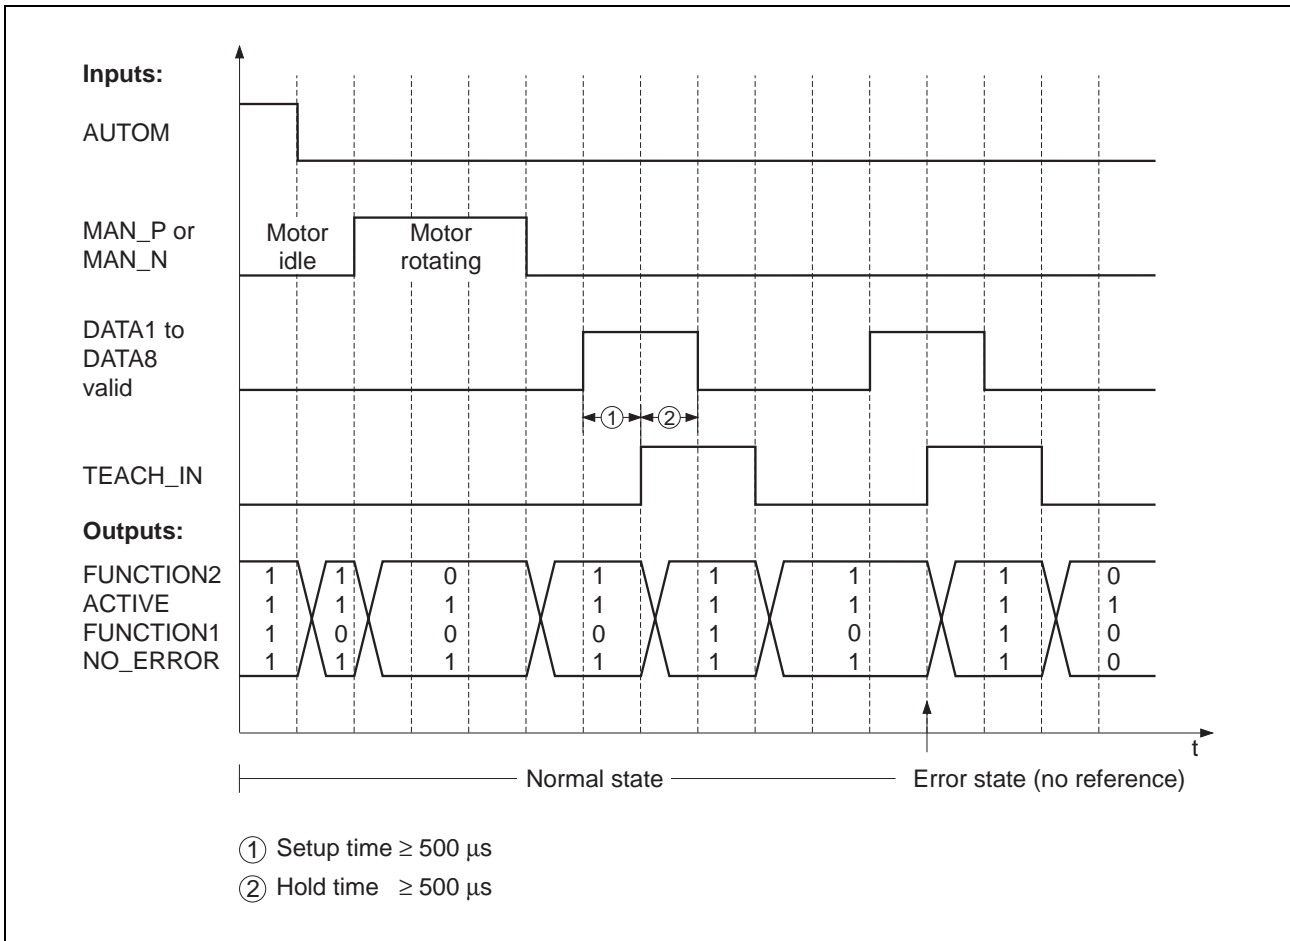 Inputs:
AUTOM
MAN_P or
MAN_N
Motor
idle
Motor
rotating
DATA1 to
DATA8
valid
1 2
TEACH_IN
Outputs:
FUNCTION2 1 1 0 1 1 1 1 0
ACTIVE 1 1 1 1 1 1 1 1
FUNCTION1 1 0 0 0 1 0 1 0
NO_ERROR 1 1 1 1 1 1 1 0
t
Normal state
Error state (no reference)
1 Setup time ≥ 500 μs
2 Hold time ≥ 500 μs